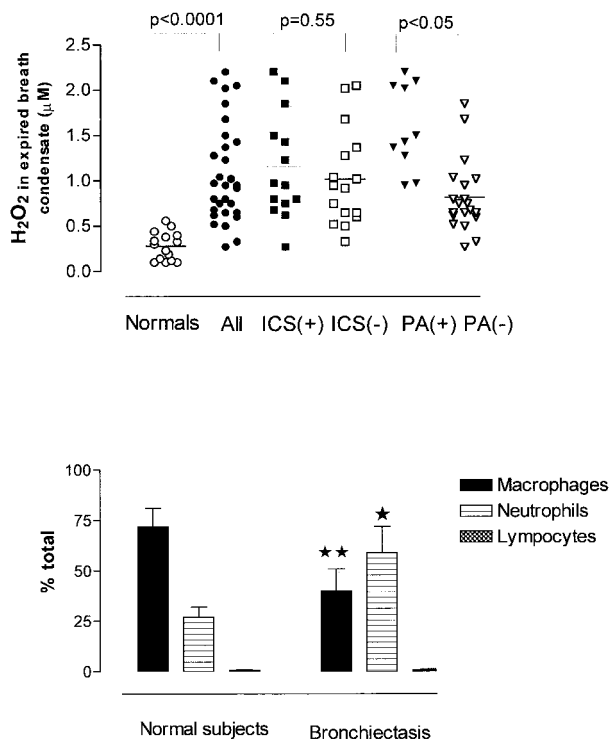 p<0.0001 p=0.55 p<0.05
H2O2 in expired breath
condensate (μM)
2.5
2.0
1.5
1.0
0.5
0.0
Normals All ICS(+) ICS(-) PA(+) PA(-)
% total
100
75
50
25
0
★★ ★
Macrophages
Neutrophils
Lympocytes
Normal subjects Bronchiectasis